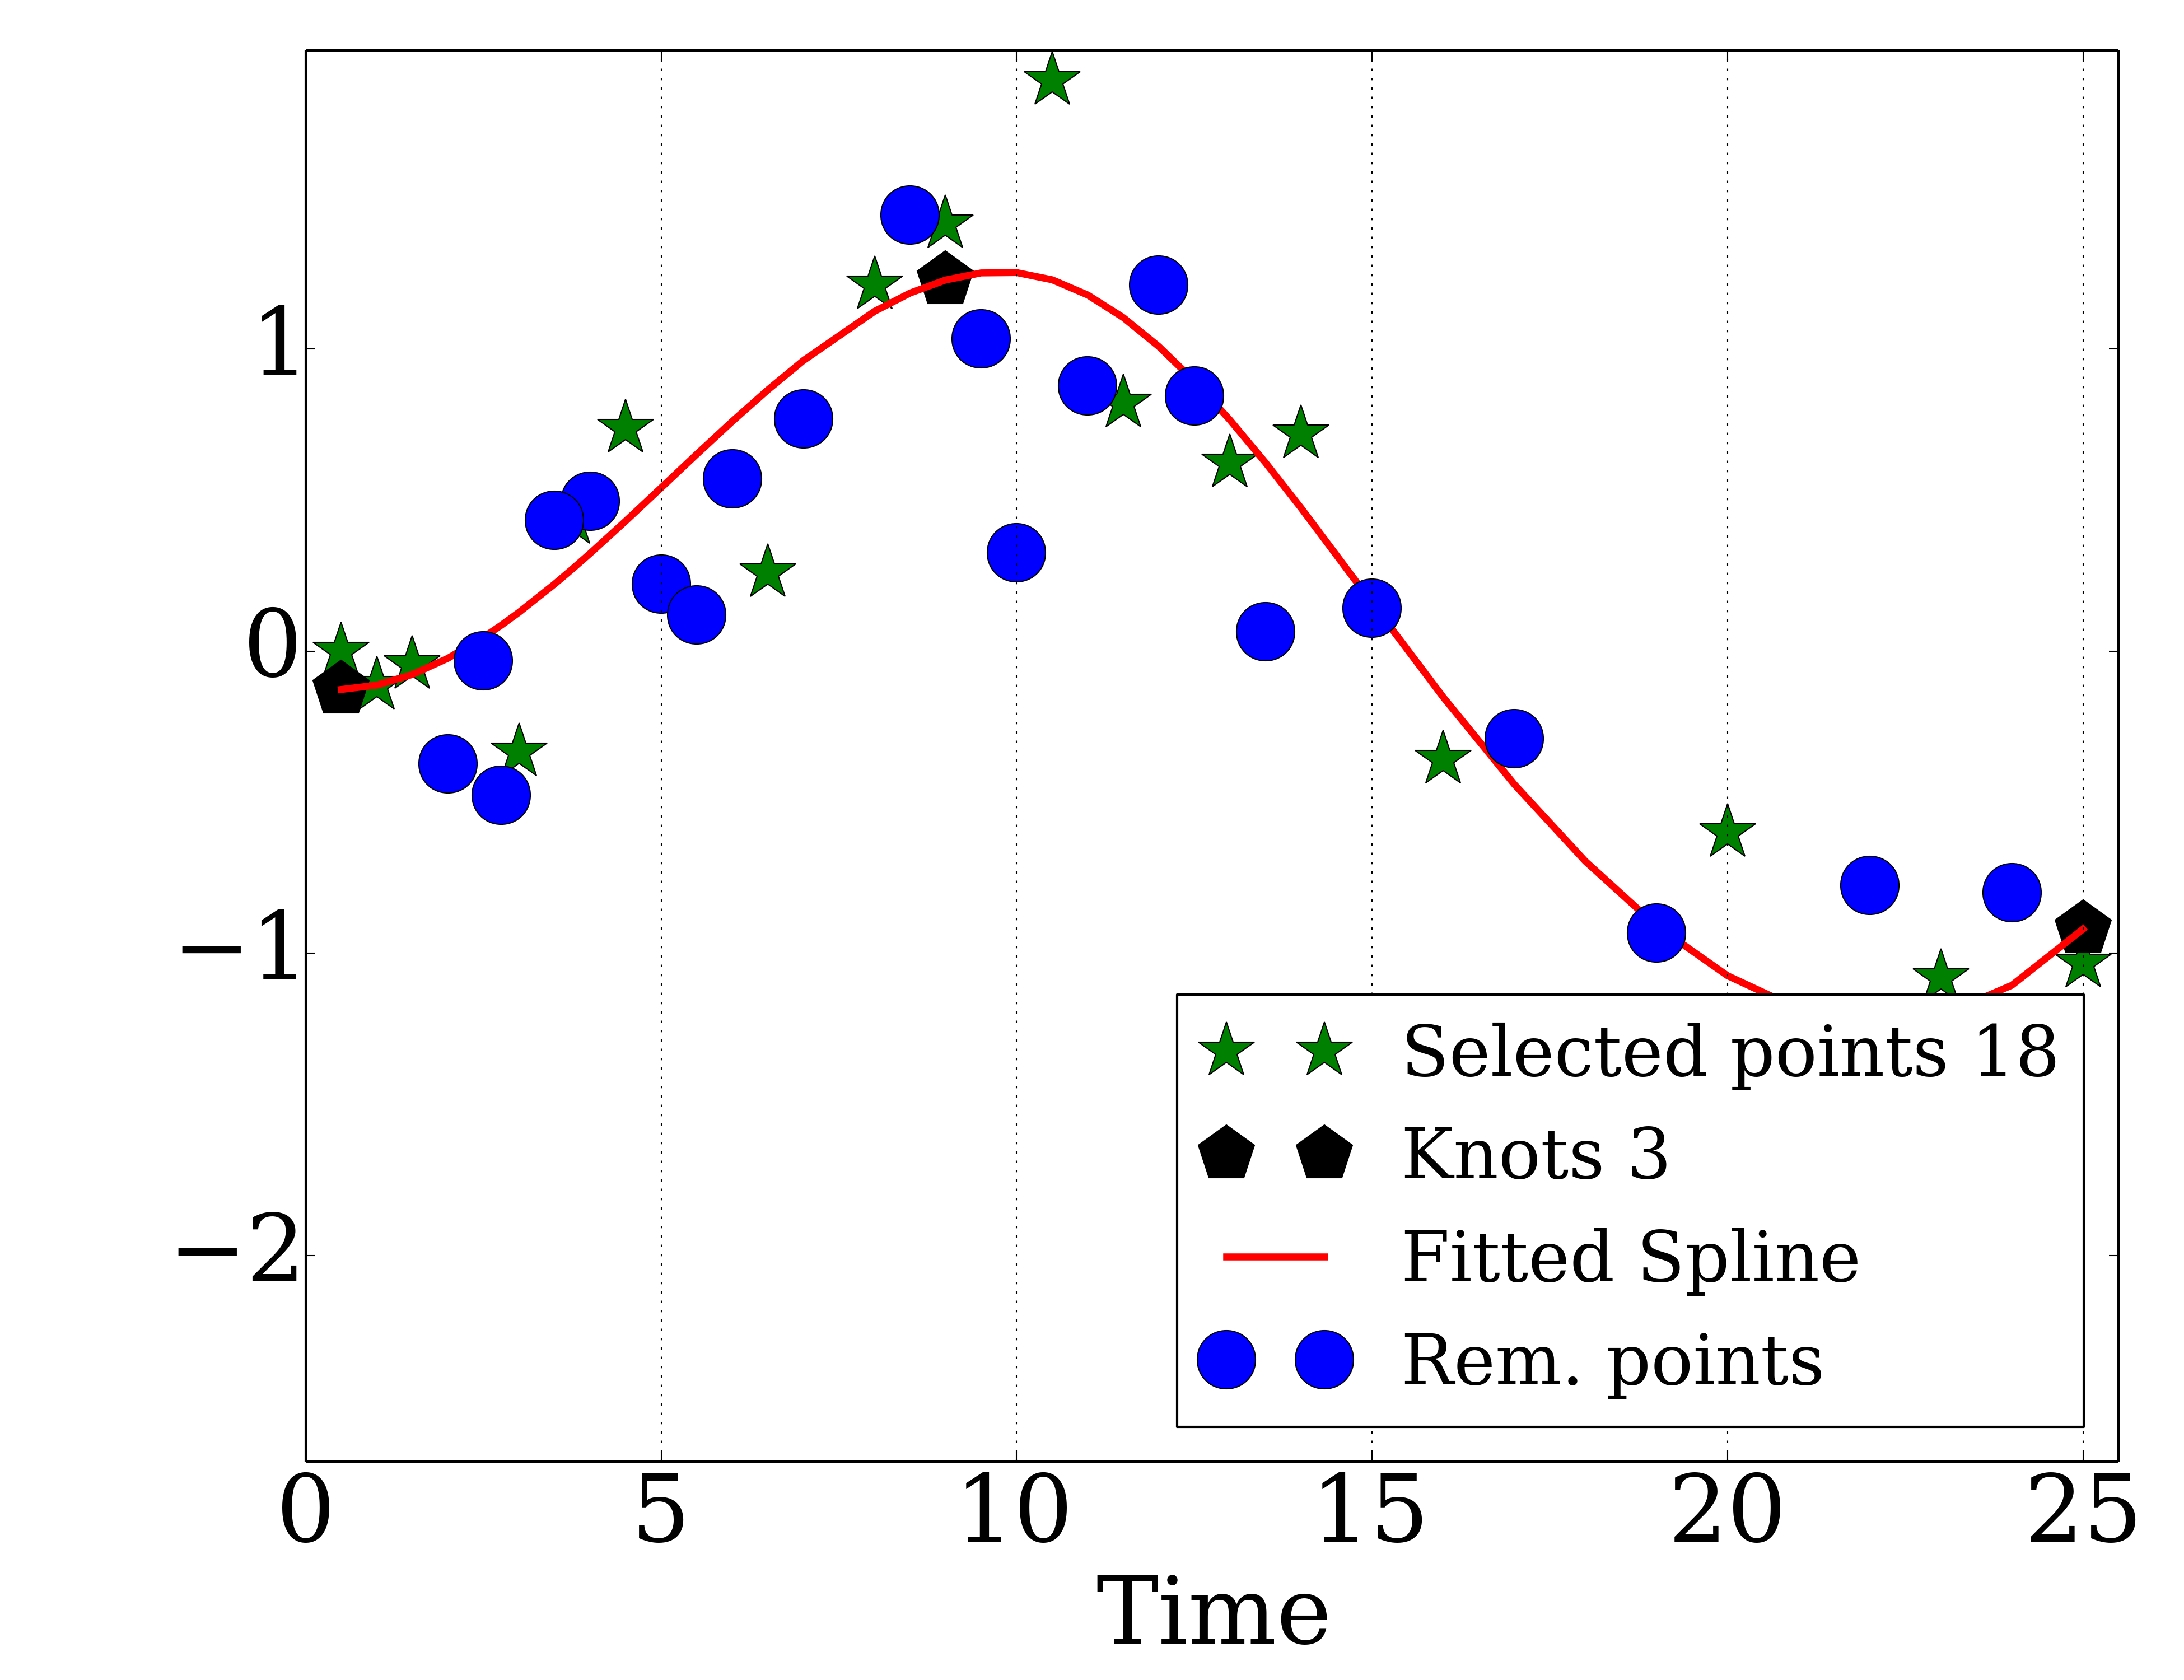 1
0
−1
−2
Selected points 18
Knots 3
Fitted Spline
Rem. points
0 5 10 15 20 25
Time